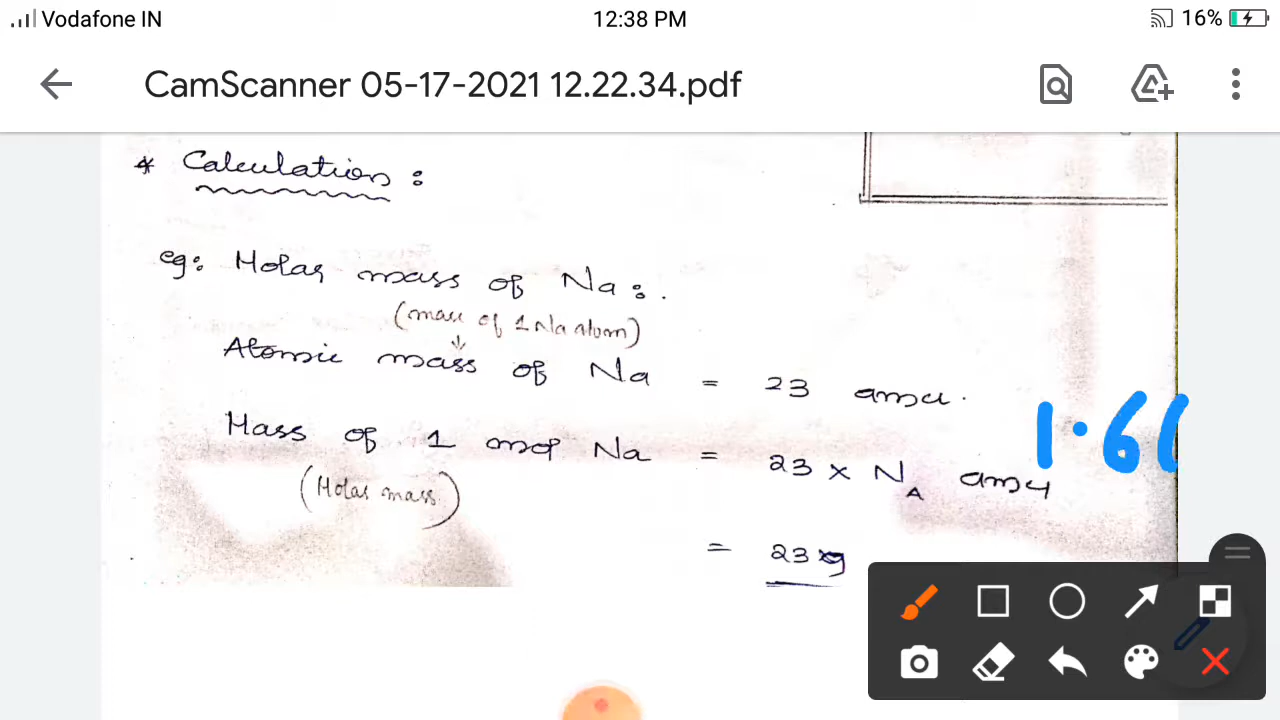 Vodafone IN 12:38 PM 16%
CamScanner 05-17-2021 12.22.34.pdf
* Calculation :
eg: Molar mass of Na :.
(mass of 1 Na atom)
Atomic mass of Na = 23 amu.
Mass of 1 mol Na = 23 × NA amu
1.6
(Molar mass)
= 23 g